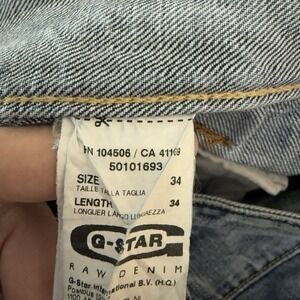 RN 104506 / CA 41169
50101693
SIZE 34
TAILLE TALLA TAGLIA
LENGTH 34
LONGUER LARGO LUNGAEZZA
G-STAR
RAW DENIM
G-Star International B.V. (H.Q.)